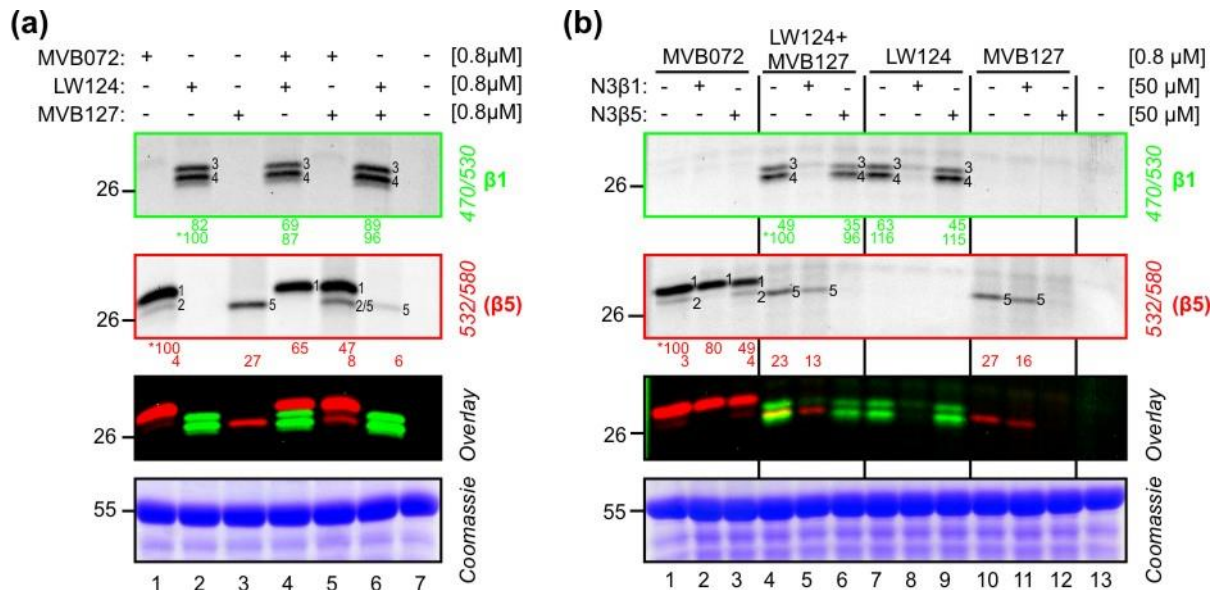 (a)
MVB072: + - - + + - - [0.8µM]
LW124: - + - + - + - [0.8µM]
MVB127: - - + - + + - [0.8µM]
26
3 3 3
4 4 4
470/530 β1
82 69 89
*100 87 96
26
1 1 1
2 5 2/5 5
532/580 (β5)
*100 27 65 47 6
4 8
26
Overlay
55
Coomassie
1 2 3 4 5 6 7
(b)
MVB072 LW124+ MVB127 LW124 MVB127 [0.8 µM]
N3β1: - + - - + - - + - - + - - [50 µM]
N3β5: - - + - - + - - + - - + - [50 µM]
26
3 3 3 3
4 4 4 4
470/530 β1
49 35 63 45
*100 96 116 115
26
1 1 1
2 2 5 5 5 5
532/580 (β5)
*100 80 49 23 13 27 16
3 4
26
Overlay
55
Coomassie
1 2 3 4 5 6 7 8 9 10 11 12 13